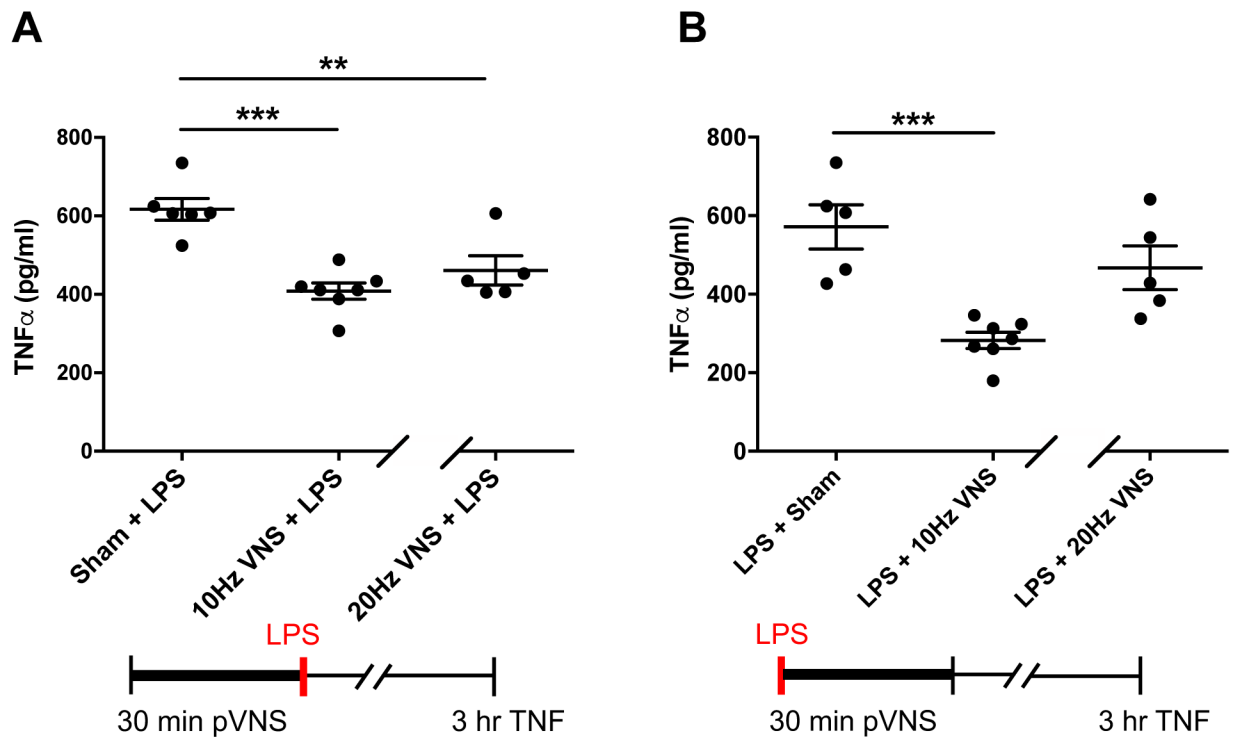 A
**
***
800
600
400
200
0
TNFα (pg/ml)
Sham + LPS
10Hz VNS + LPS
20Hz VNS + LPS
LPS
30 min pVNS
3 hr TNF
B
***
800
600
400
200
0
TNFα (pg/ml)
LPS + Sham
LPS + 10Hz VNS
LPS + 20Hz VNS
LPS
30 min pVNS
3 hr TNF